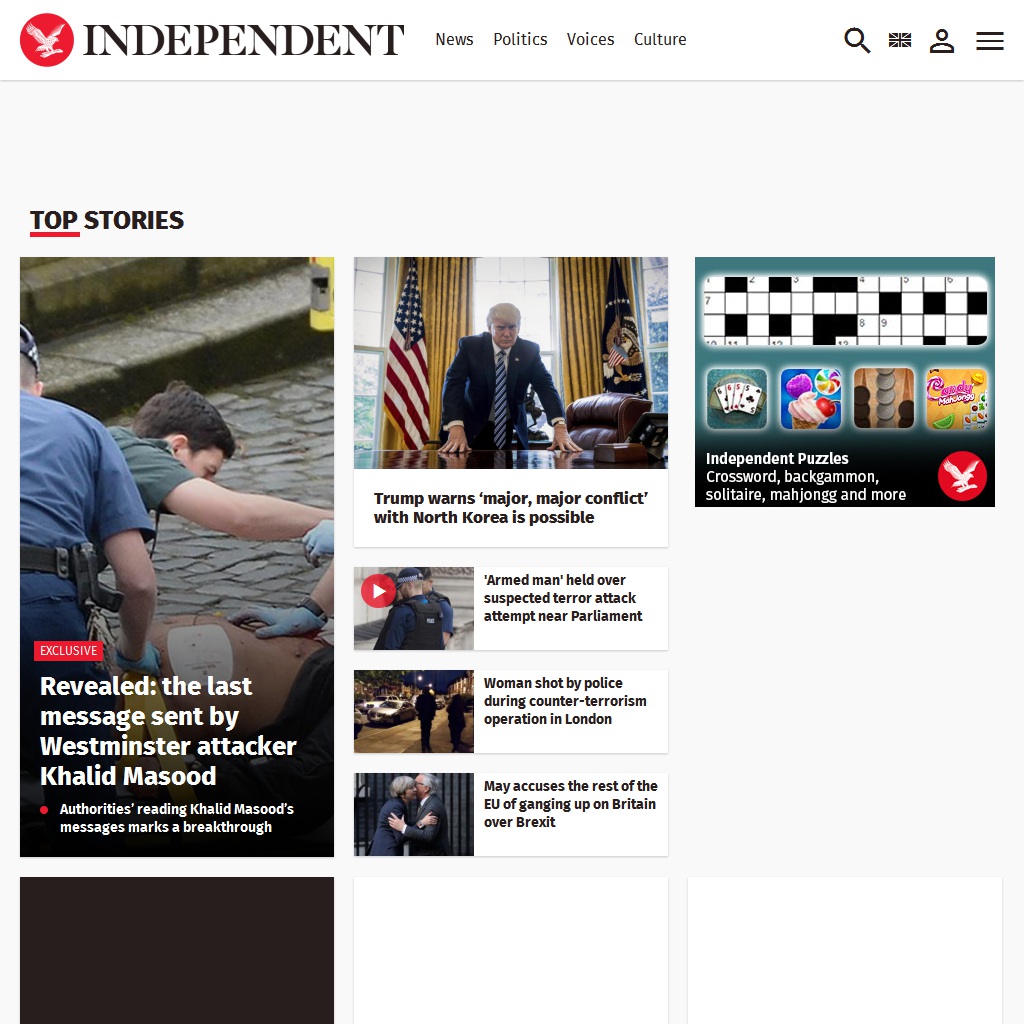 INDEPENDENT
News Politics Voices Culture
TOP STORIES
EXCLUSIVE
Revealed: the last
message sent by
Westminster attacker
Khalid Masood
Authorities’ reading Khalid Masood’s
messages marks a breakthrough
Trump warns ‘major, major conflict’
with North Korea is possible
'Armed man' held over
suspected terror attack
attempt near Parliament
Woman shot by police
during counter-terrorism
operation in London
May accuses the rest of the
EU of ganging up on Britain
over Brexit
7
8 9
Candy
Mahjongg
Independent Puzzles
Crossword, backgammon,
solitaire, mahjongg and more